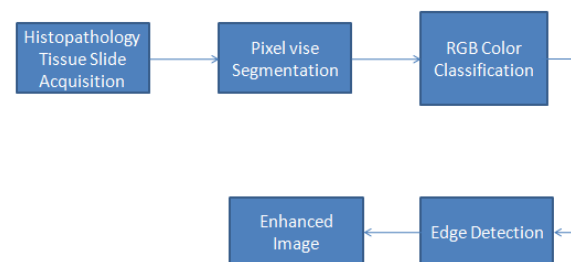 Histopathology
Tissue Slide
Acquisition
Pixel vise
Segmentation
RGB Color
Classification
Enhanced
Image
Edge Detection